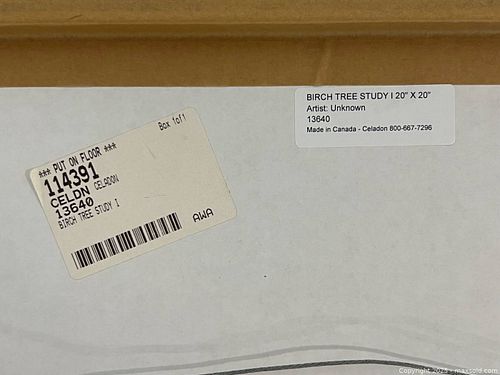 BIRCH TREE STUDY I 20" X 20"
Artist: Unknown
13640
Made in Canada - Celadon 800-667-7296
Box 1of1
*** PUT ON FLOOR ***
114391
CELDN CELADON
13640
BIRCH TREE STUDY I
AWA
Copyright 2023 - maxsold.com